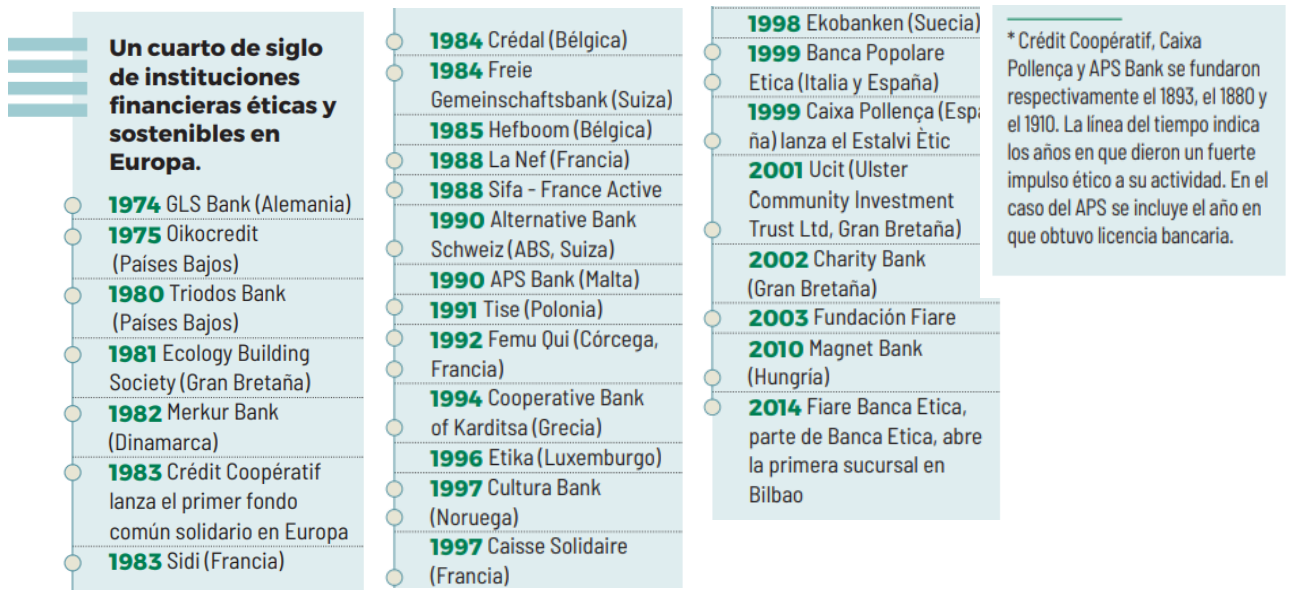 Un cuarto de siglo
de instituciones
financieras éticas y
sostenibles en
Europa.
1974 GLS Bank (Alemania)
1975 Oikocredit
(Países Bajos)
1980 Triodos Bank
(Países Bajos)
1981 Ecology Building
Society (Gran Bretaña)
1982 Merkur Bank
(Dinamarca)
1983 Crédit Coopératif
lanza el primer fondo
común solidario en Europa
1983 Sidi (Francia)
1984 Crédal (Bélgica)
1984 Freie
Gemeinschaftsbank (Suiza)
1985 Hefboom (Bélgica)
1988 La Nef (Francia)
1988 Sifa - France Active
1990 Alternative Bank
Schweiz (ABS, Suiza)
1990 APS Bank (Malta)
1991 Tise (Polonia)
1992 Femu Qui (Córcega,
Francia)
1994 Cooperative Bank
of Karditsa (Grecia)
1996 Etika (Luxemburgo)
1997 Cultura Bank
(Noruega)
1997 Caisse Solidaire
(Francia)
1998 Ekobanken (Suecia)
1999 Banca Popolare
Etica (Italia y España)
1999 Caixa Pollença (Espa
ña) lanza el Estalvi Ètic
2001 Ucit (Ulster
Community Investment
Trust Ltd, Gran Bretaña)
2002 Charity Bank
(Gran Bretaña)
2003 Fundación Fiare
2010 Magnet Bank
(Hungría)
2014 Fiare Banca Etica,
parte de Banca Etica, abre
la primera sucursal en
Bilbao
* Crédit Coopératif, Caixa
Pollença y APS Bank se fundaron
respectivamente el 1893, el 1880 y
el 1910. La línea del tiempo indica
los años en que dieron un fuerte
impulso ético a su actividad. En el
caso del APS se incluye el año en
que obtuvo licencia bancaria.